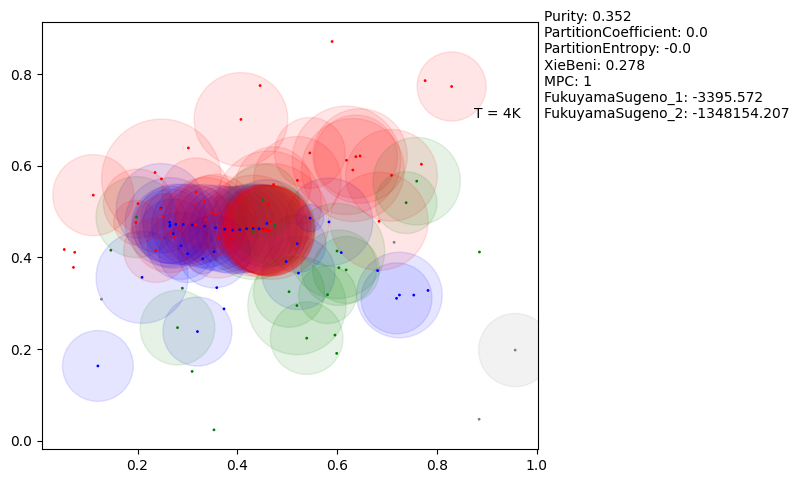 Purity: 0.352
PartitionCoefficient: 0.0
PartitionEntropy: -0.0
XieBeni: 0.278
MPC: 1
FukuyamaSugeno_1: -3395.572
FukuyamaSugeno_2: -1348154.207
T = 4K
0.8
0.6
0.4
0.2
0.0
0.2
0.4
0.6
0.8
1.0